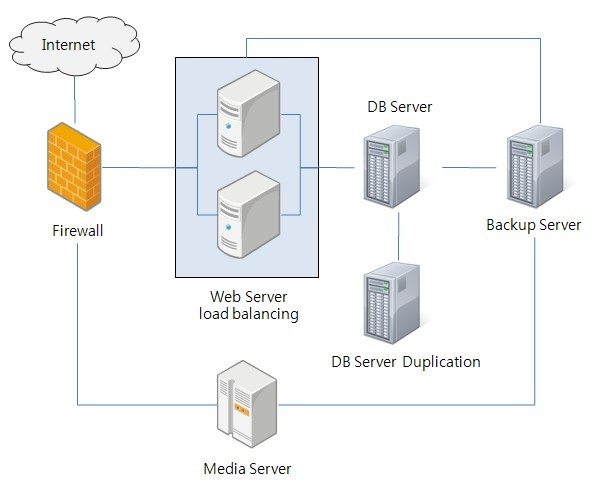 Internet
DB Server
Firewall
Backup Server
Web Server
load balancing
DB Server Duplication
Media Server